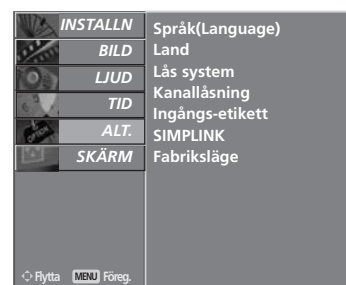 INSTALLN
BILD
LJUD
TID
ALT.
SKÄRM
Språk(Language)
Land
Lås system
Kanallåsning
Ingångs-etikett
SIMPLINK
Fabriksläge
Flytta MENU Föreg.